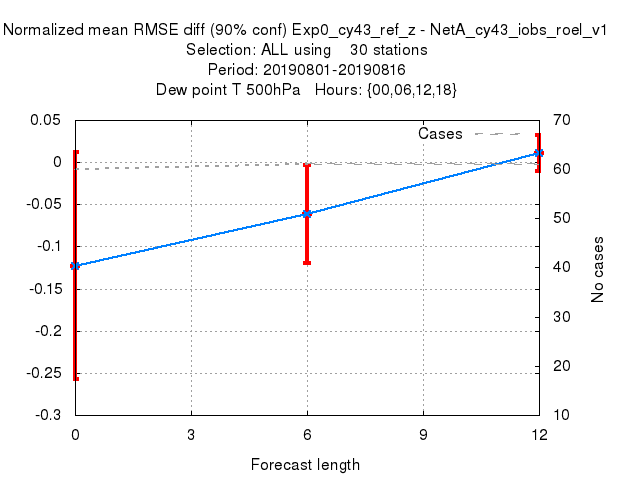 Normalized mean RMSE diff (90% conf) Exp0_cy43_ref_z - NetA_cy43_iobs_roel_v1
Selection: ALL using    30 stations
Period: 20190801-20190816
Dew point T 500hPa   Hours: {00,06,12,18}
Cases
0.05
0
-0.05
-0.1
-0.15
-0.2
-0.25
-0.3
70
60
50
40
30
20
10
No cases
0
3
6
9
12
Forecast length